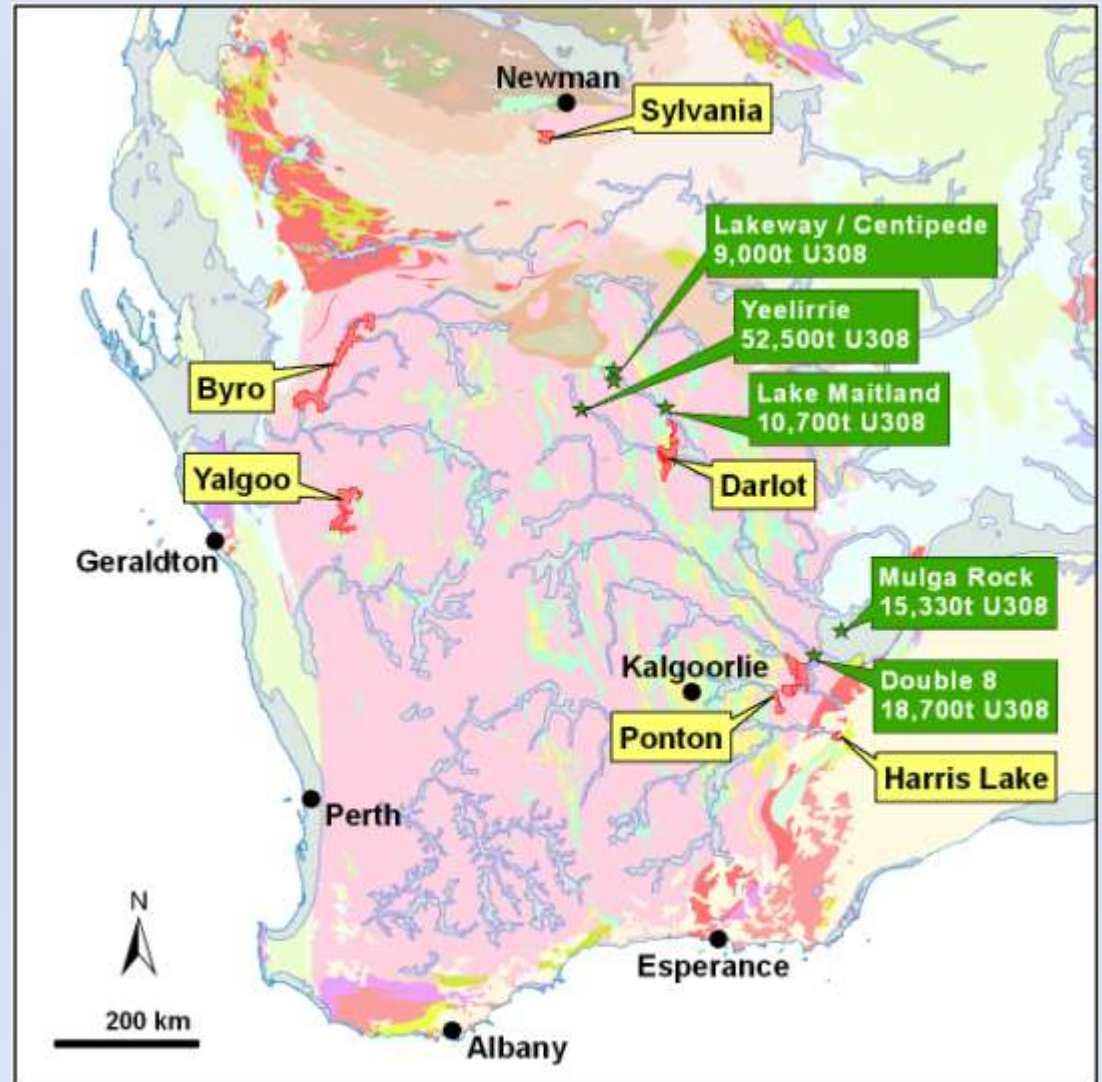 Newman
Sylvania
Lakeway / Centipede
9,000t U308
Yeelirrie
52,500t U308
Byro
Lake Maitland
10,700t U308
Yalgoo
Darlot
Geraldton
Mulga Rock
15,330t U308
Kalgoorlie
Double 8
18,700t U308
Ponton
Harris Lake
Perth
N
Esperance
200 km
Albany